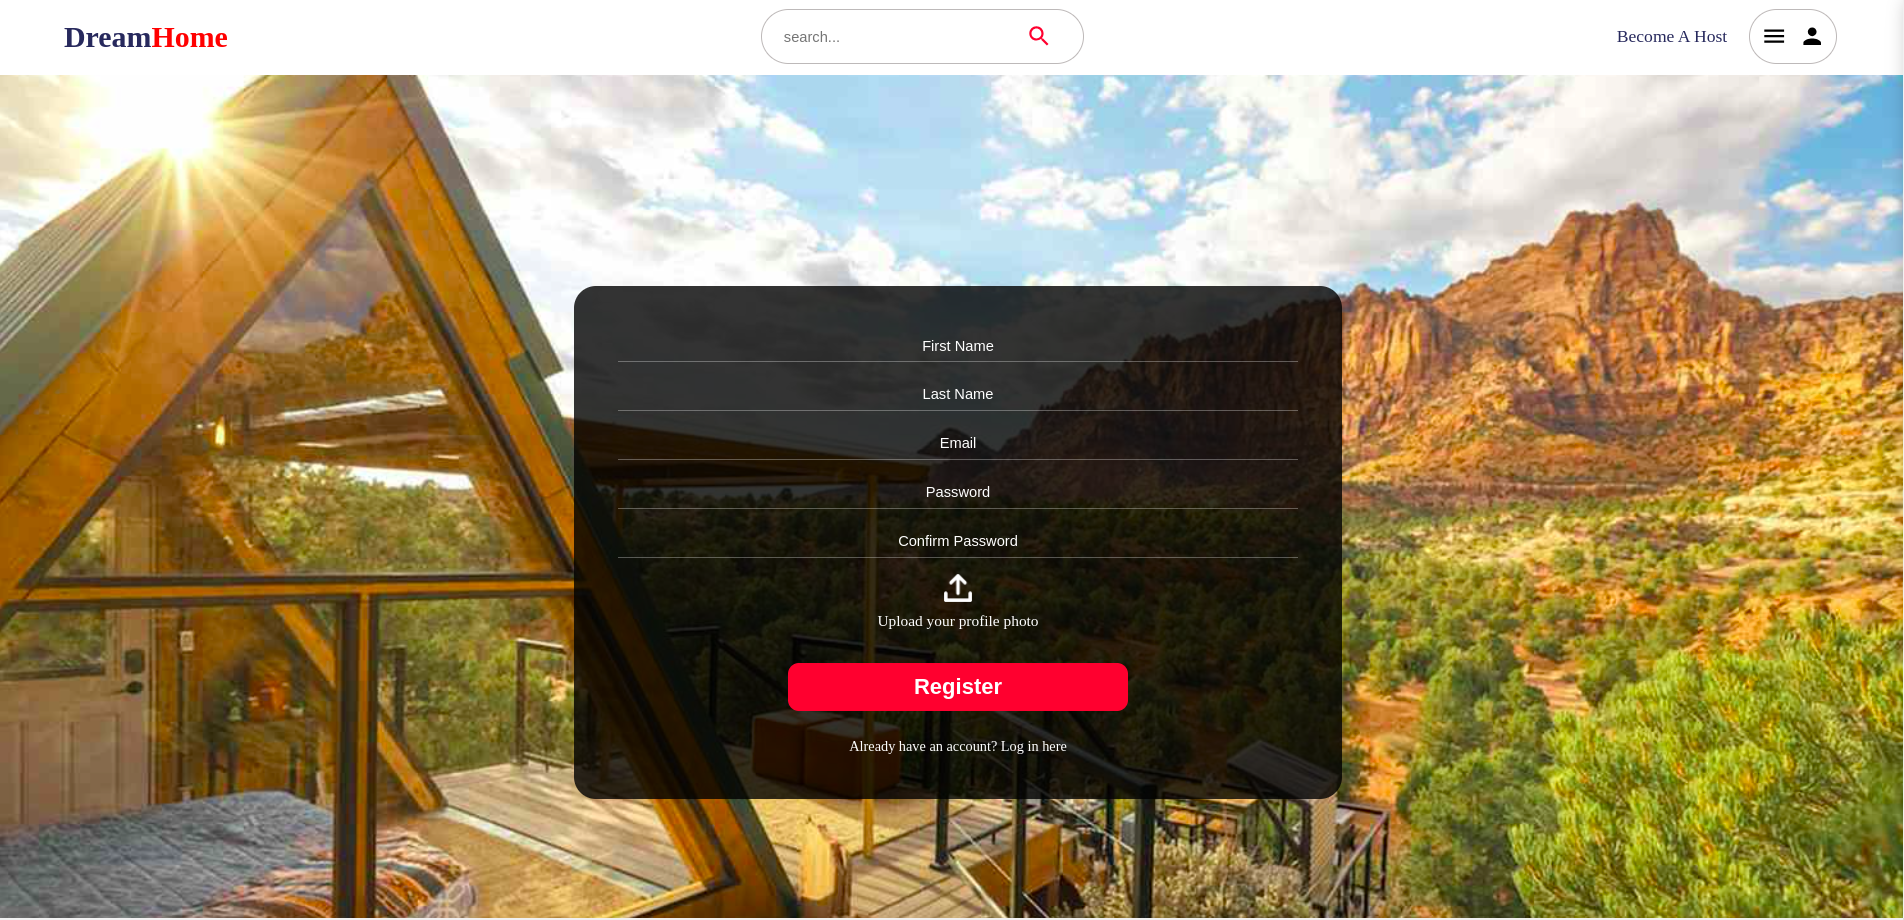 DreamHome
search...
Become A Host
First Name
Last Name
Email
Password
Confirm Password
Upload your profile photo
Register
Already have an account? Log in here